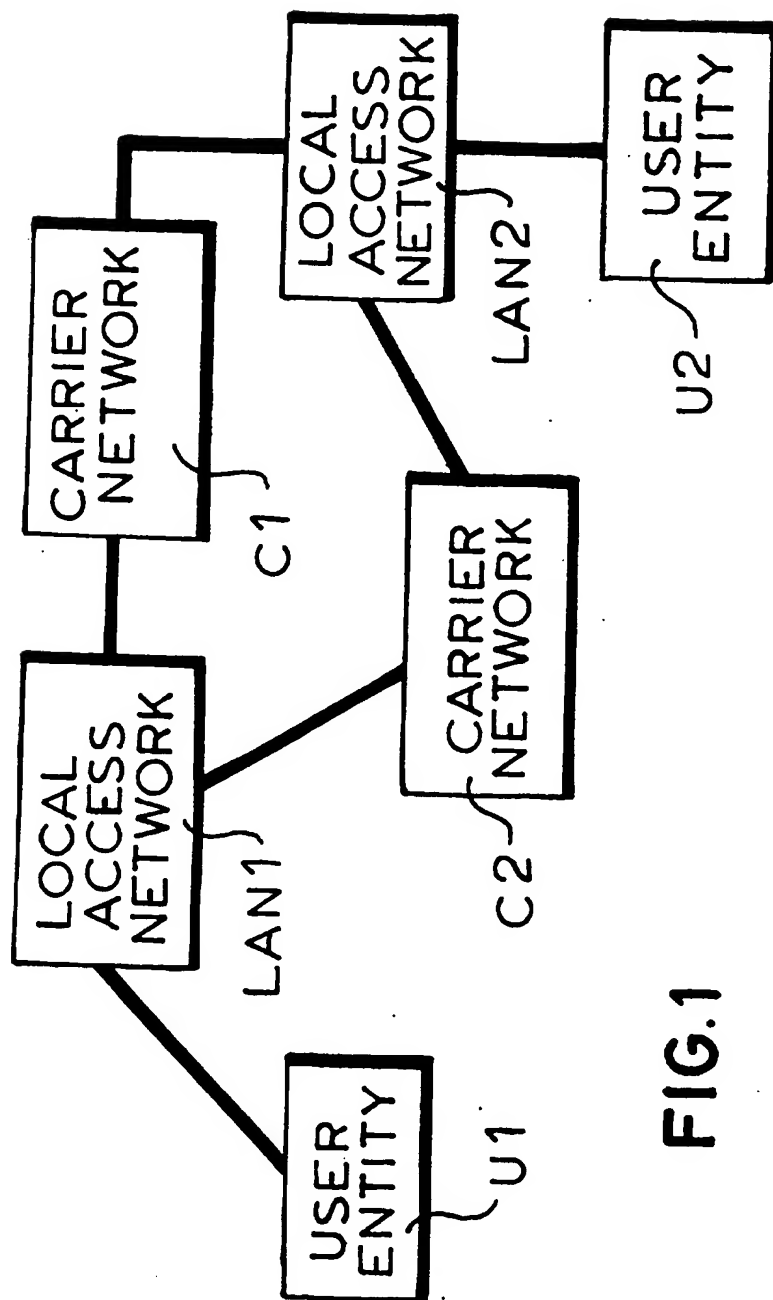 USER
ENTITY
U1
LOCAL
ACCESS
NETWORK
LAN1
CARRIER
NETWORK
C1
CARRIER
NETWORK
C2
LOCAL
ACCESS
NETWORK
LAN2
USER
ENTITY
U2
FIG.1